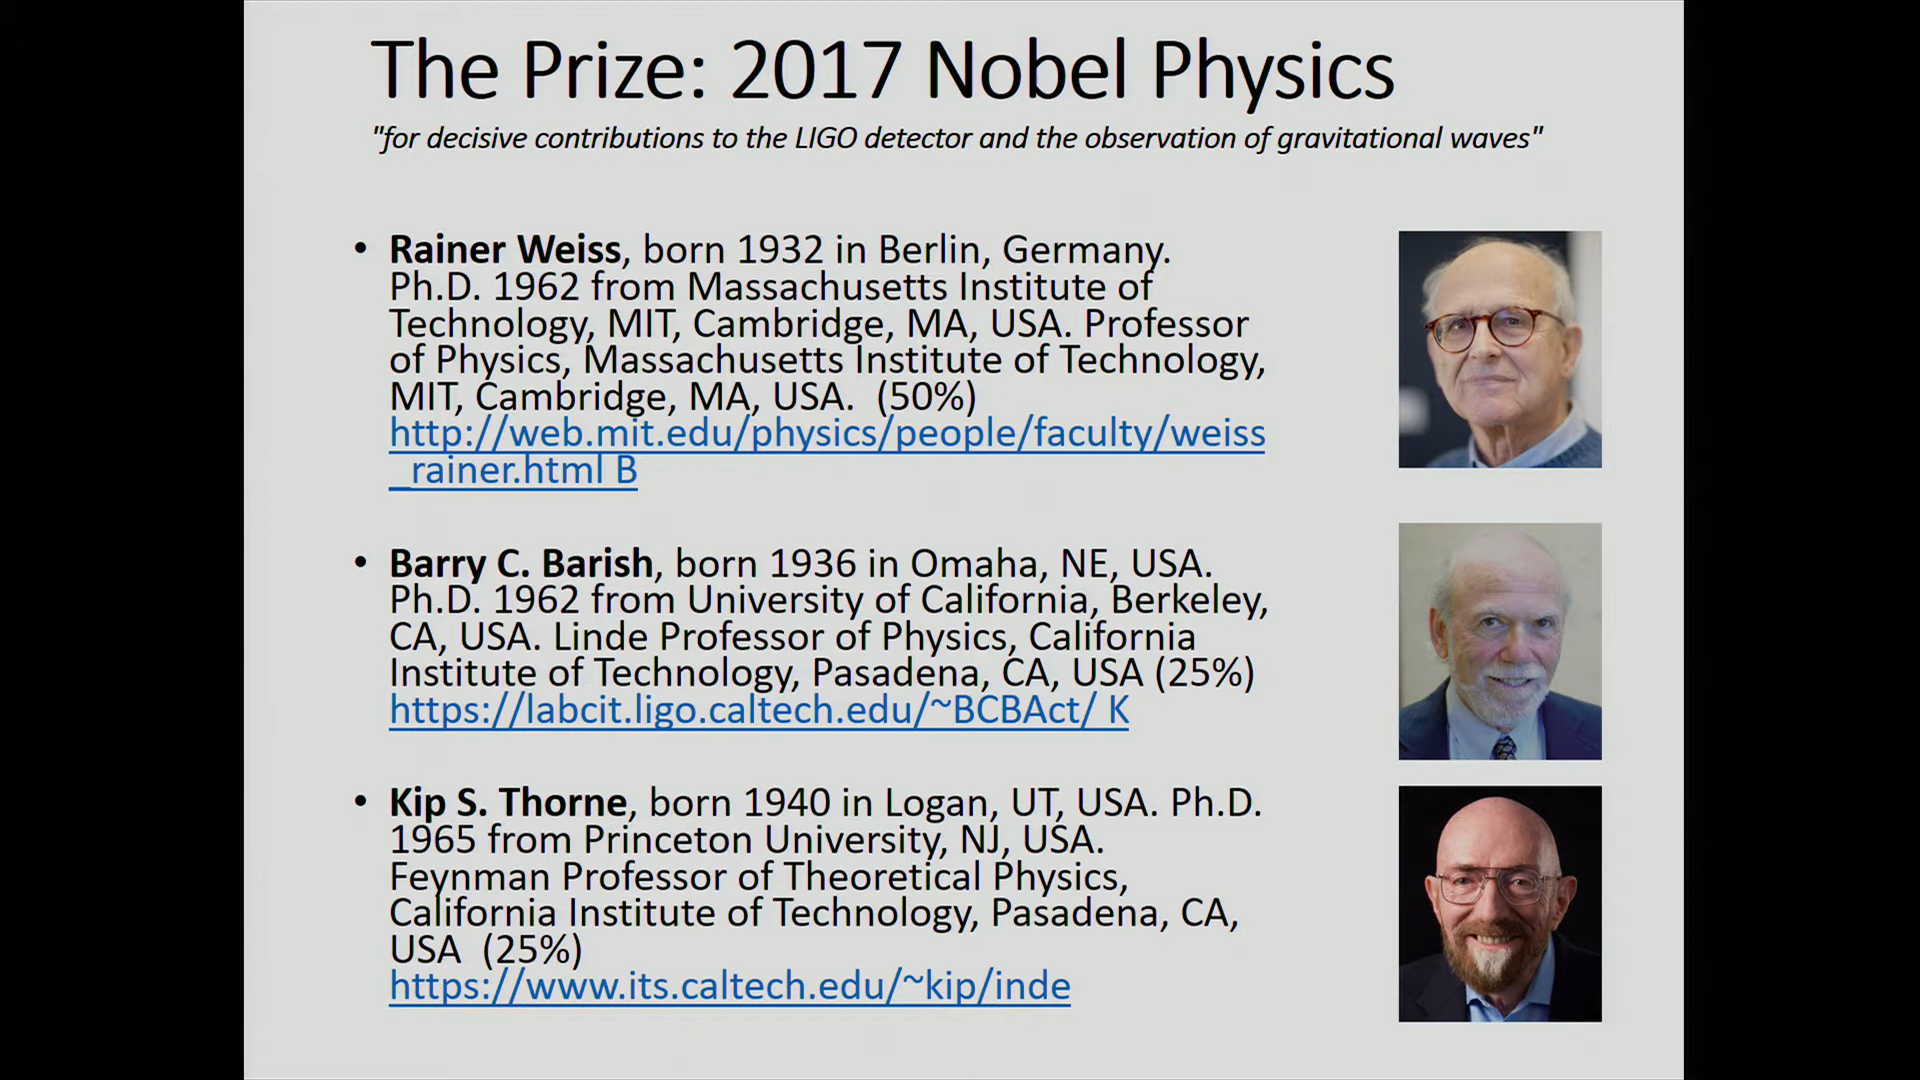 The Prize: 2017 Nobel Physics
"for decisive contributions to the LIGO detector and the observation of gravitational waves"
• Rainer Weiss, born 1932 in Berlin, Germany.
Ph.D. 1962 from Massachusetts Institute of
Technology, MIT, Cambridge, MA, USA. Professor
of Physics, Massachusetts Institute of Technology,
MIT, Cambridge, MA, USA.  (50%)
http://web.mit.edu/physics/people/faculty/weiss
_rainer.html B
• Barry C. Barish, born 1936 in Omaha, NE, USA.
Ph.D. 1962 from University of California, Berkeley,
CA, USA. Linde Professor of Physics, California
Institute of Technology, Pasadena, CA, USA (25%)
https://labcit.ligo.caltech.edu/~BCBAct/ K
• Kip S. Thorne, born 1940 in Logan, UT, USA. Ph.D.
1965 from Princeton University, NJ, USA.
Feynman Professor of Theoretical Physics,
California Institute of Technology, Pasadena, CA,
USA  (25%)
https://www.its.caltech.edu/~kip/inde